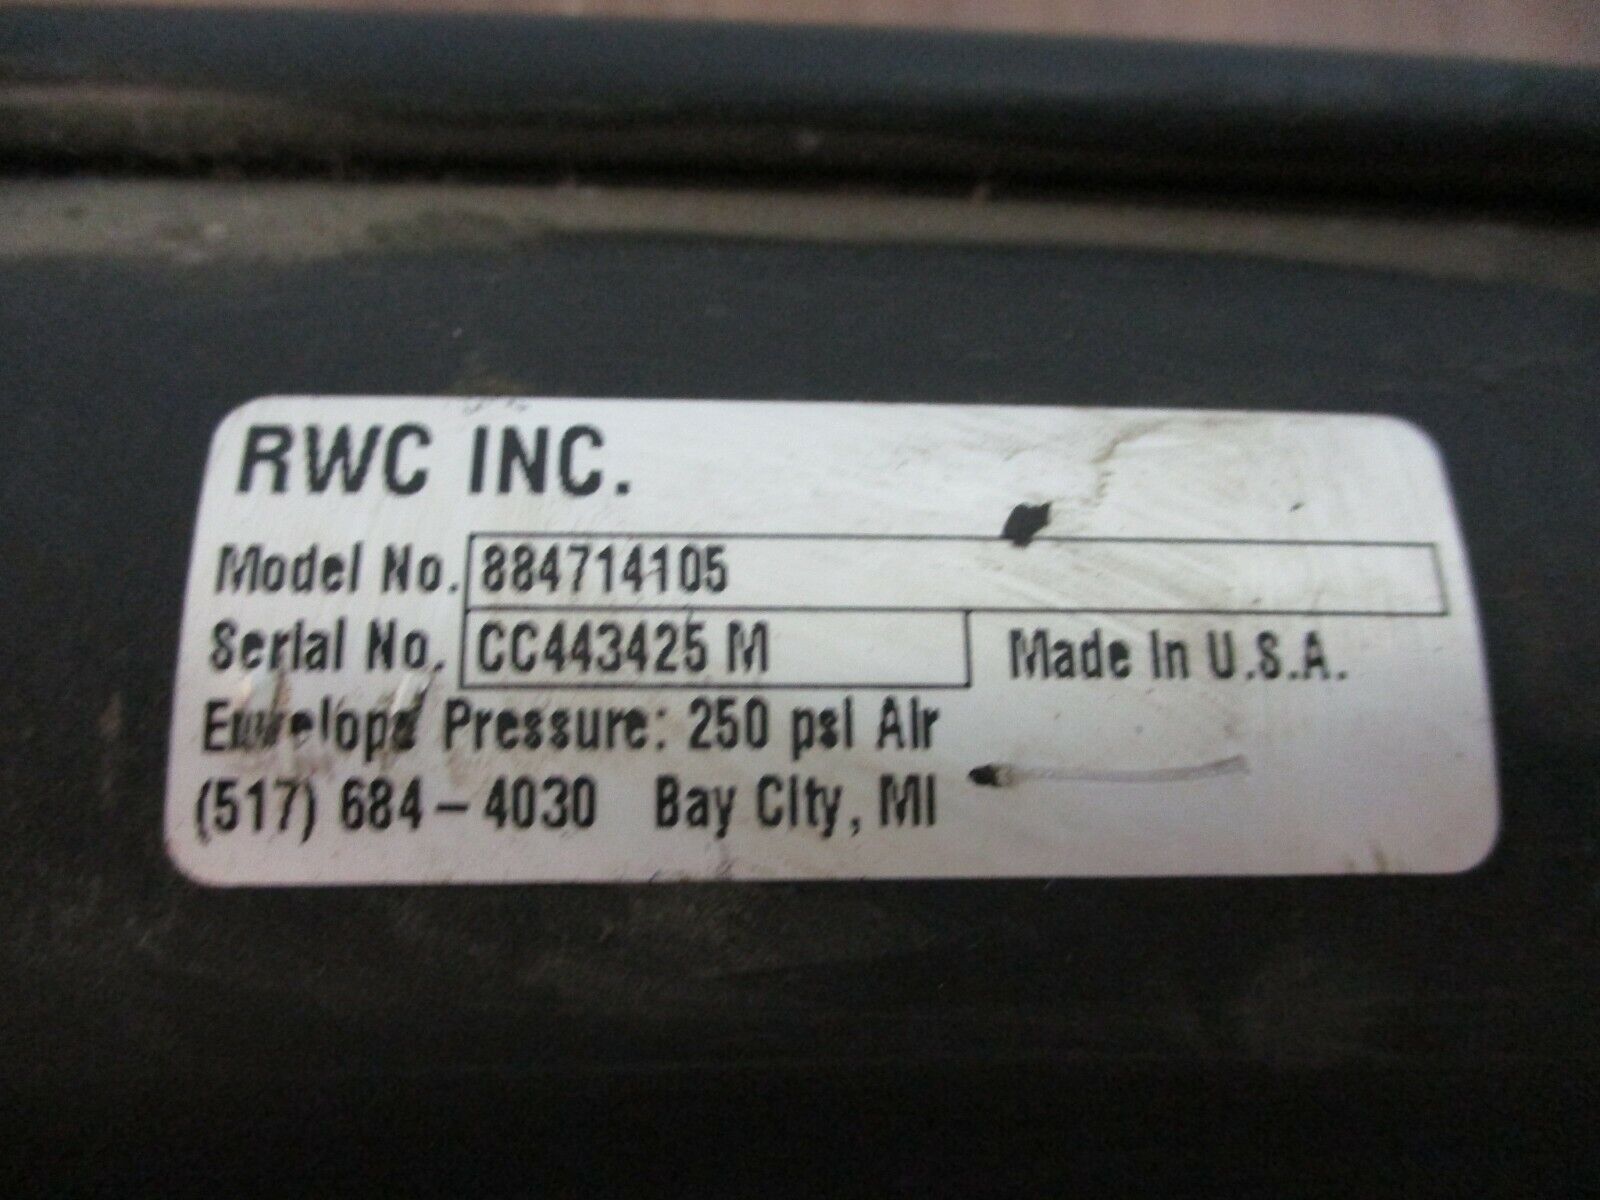 RWC INC.
Model No. 884714105
Serial No. CC443425 M Made In U.S.A.
Envelope Pressure: 250 psi Air
(517) 684-4030 Bay City, MI